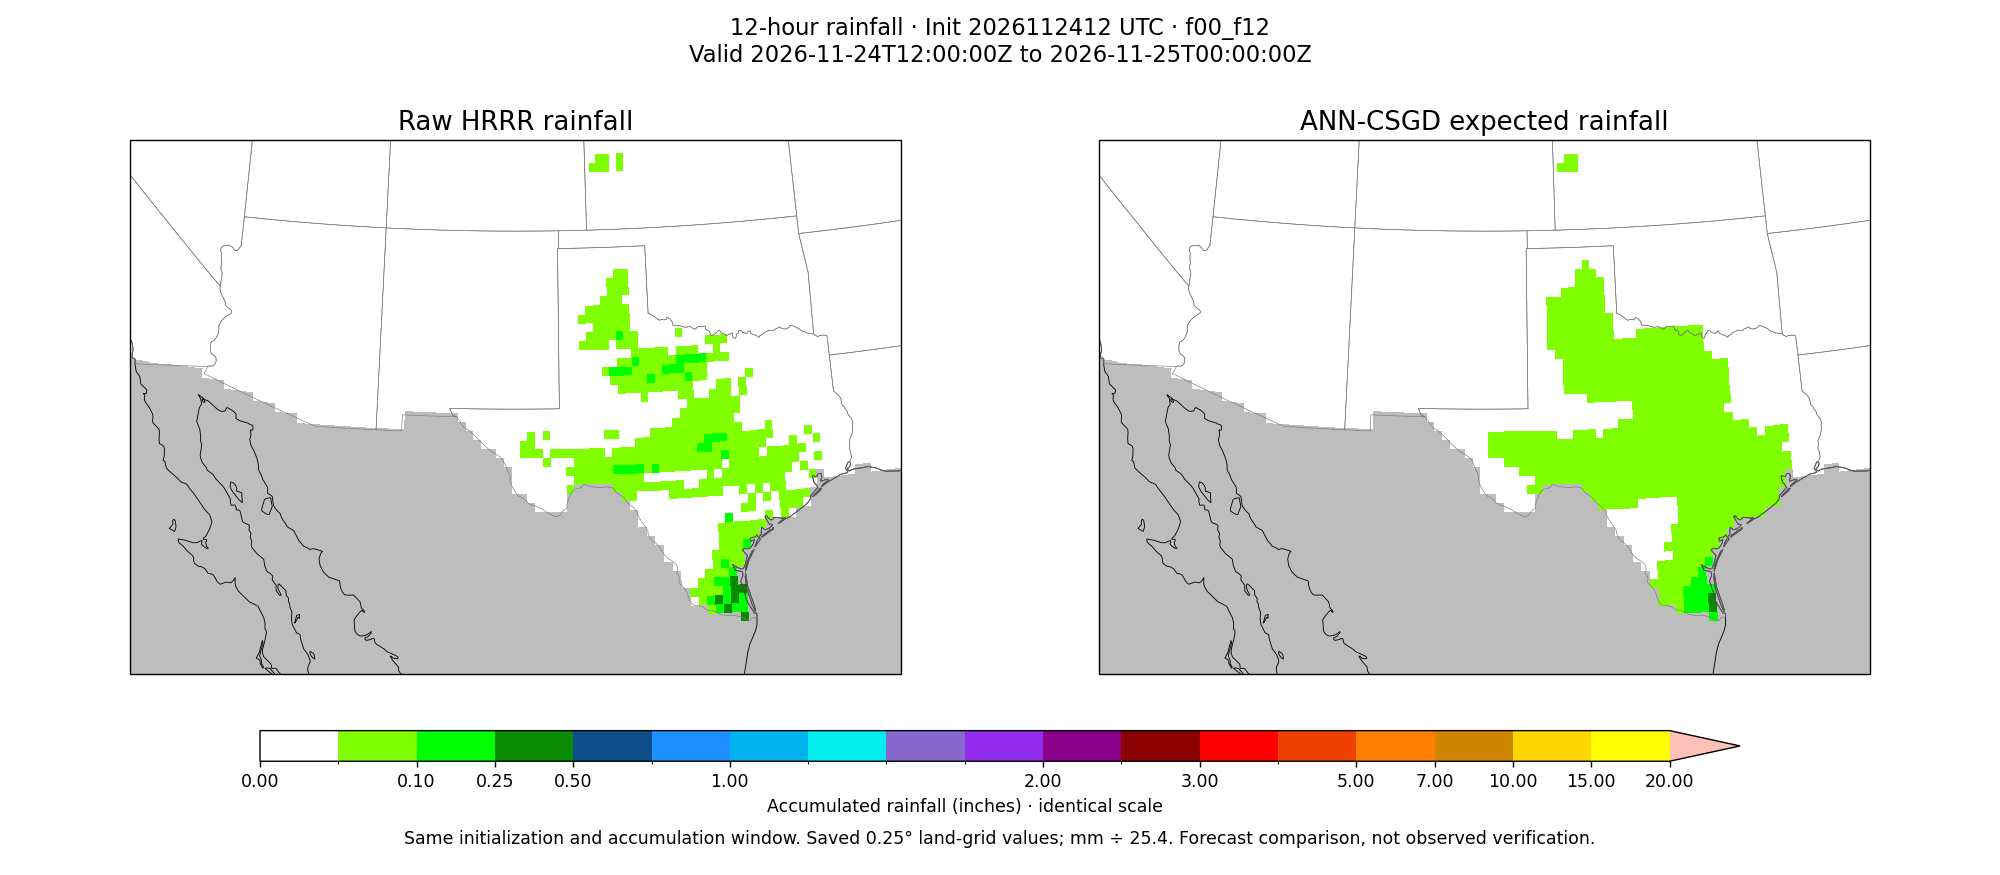 12-hour rainfall · Init 2026112412 UTC · f00_f12
Valid 2026-11-24T12:00:00Z to 2026-11-25T00:00:00Z
Raw HRRR rainfall
ANN-CSGD expected rainfall
0.00 0.10 0.25 0.50 1.00 2.00 3.00 5.00 7.00 10.00 15.00 20.00
Accumulated rainfall (inches) · identical scale
Same initialization and accumulation window. Saved 0.25° land-grid values; mm ÷ 25.4. Forecast comparison, not observed verification.